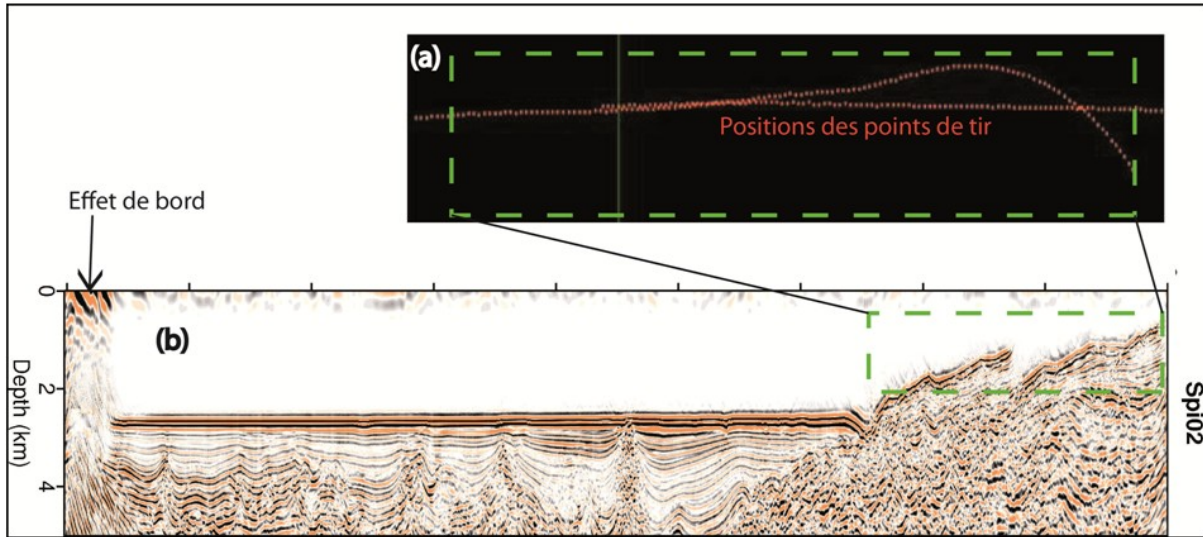 (a)
Positions des points de tir
Effet de bord
(b)
Depth (km)
0
2
4
Spi02